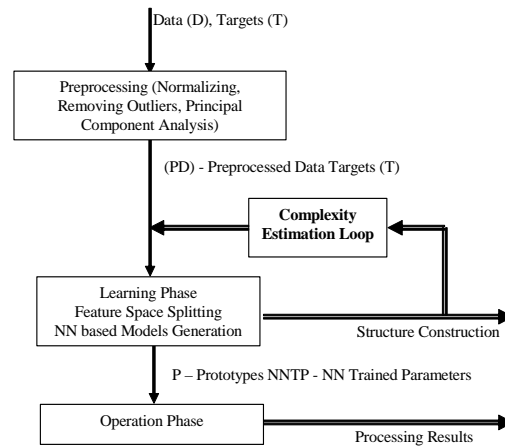 Data (D), Targets (T)
Preprocessing (Normalizing,
Removing Outliers, Principal
Component Analysis)
(PD) - Preprocessed Data Targets (T)
Complexity
Estimation Loop
Learning Phase
Feature Space Splitting
NN based Models Generation
Structure Construction
P – Prototypes NNTP - NN Trained Parameters
Operation Phase
Processing Results